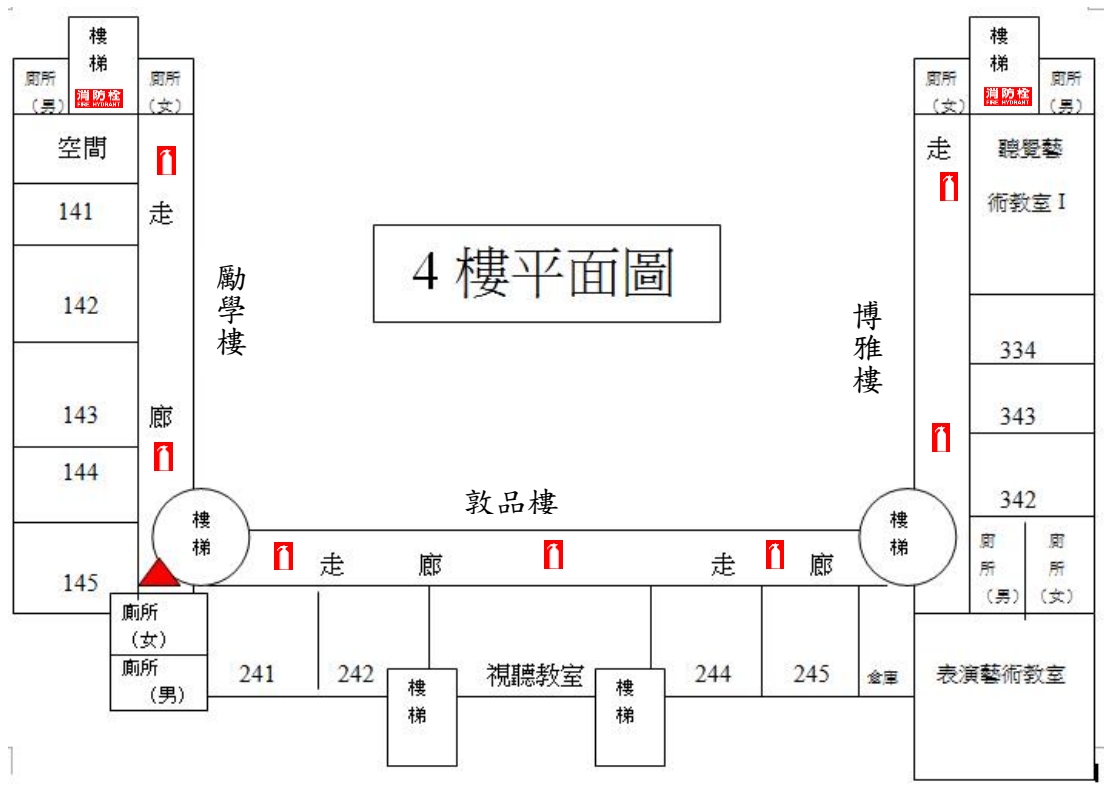 樓梯
廁所（男）
消防栓
FIRE HYDRANT
廁所（女）
空間
走廊
141
142
143
144
145
勵學樓
4樓平面圖
樓梯
廁所（女）
消防栓
FIRE HYDRANT
廁所（男）
走
聽覺藝
術教室 I
334
343
342
博雅樓
敦品樓
樓梯
走廊
走廊
樓梯
廁所（男）
廁所（女）
廁所（女）
廁所（男）
241
242
樓梯
視聽教室
樓梯
244
245
倉庫
表演藝術教室